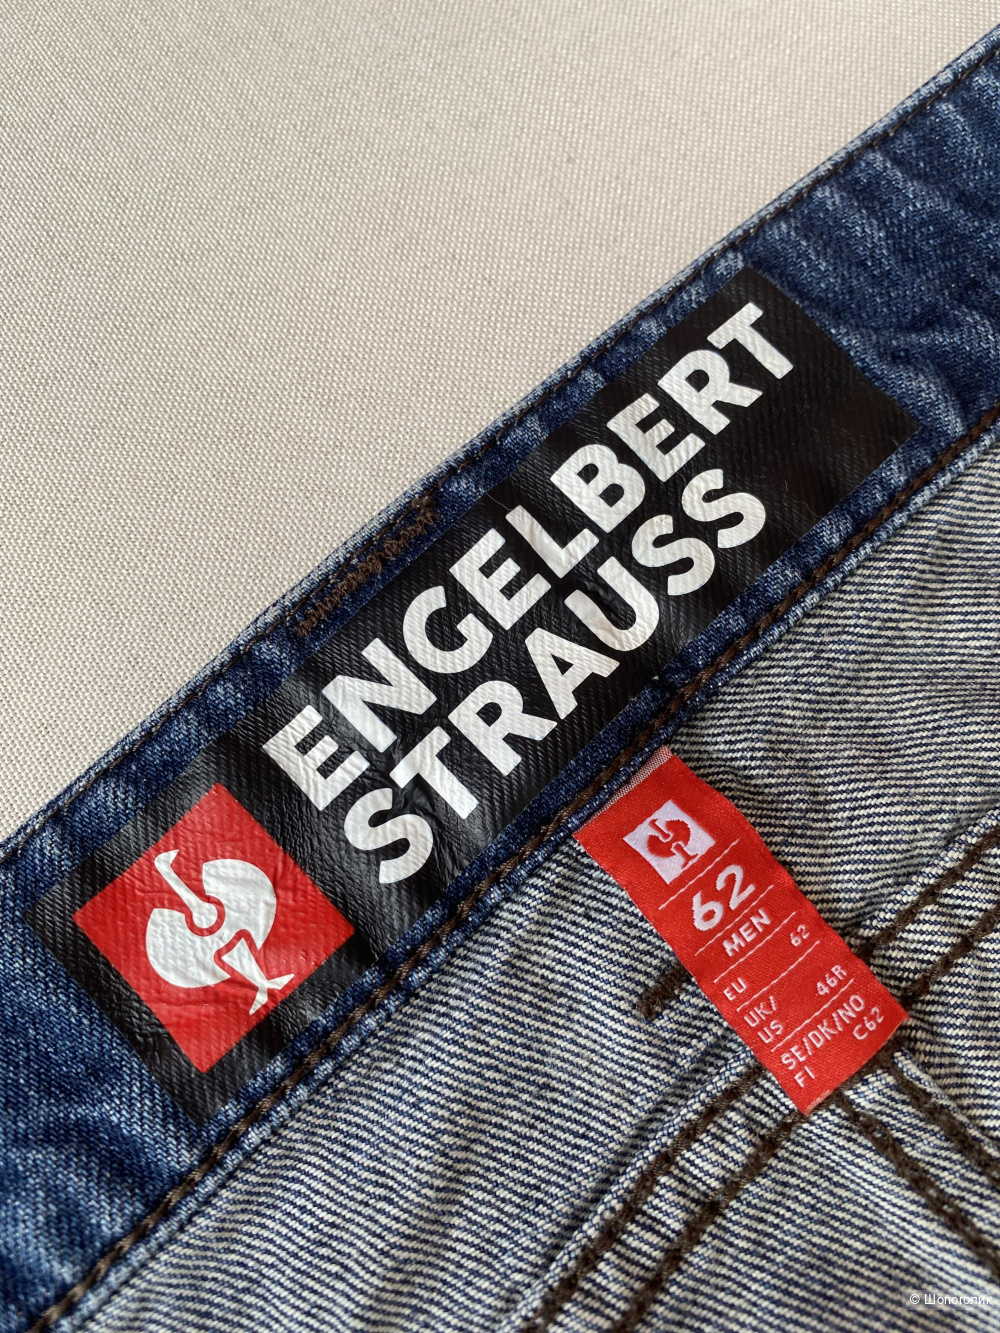 ENGELBERT
STRAUSS
62
MEN
EU 62
UK/
US 46R
SE/DK/NO
FI C62
© Шопоголик